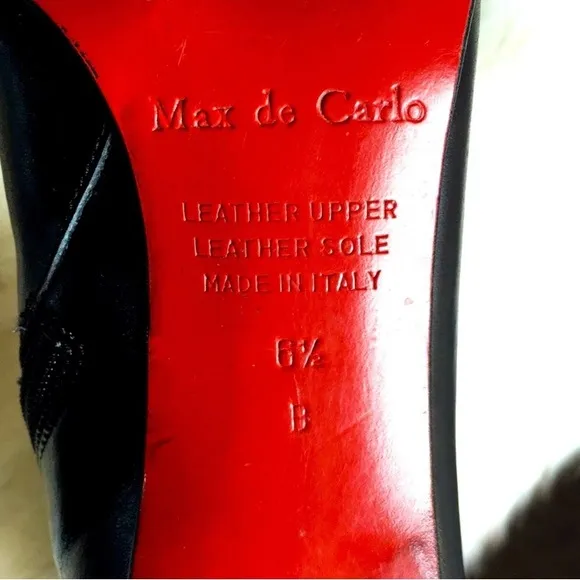 Max de Carlo
LEATHER UPPER
LEATHER SOLE
MADE IN ITALY
6½
B